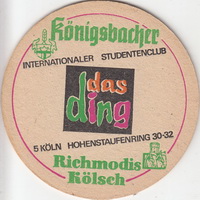 Königsbacher
INTERNATIONALER STUDENTENCLUB
das
ding
5 KÖLN HOHENSTAUFENRING 30-32
Richmodis
Kölsch